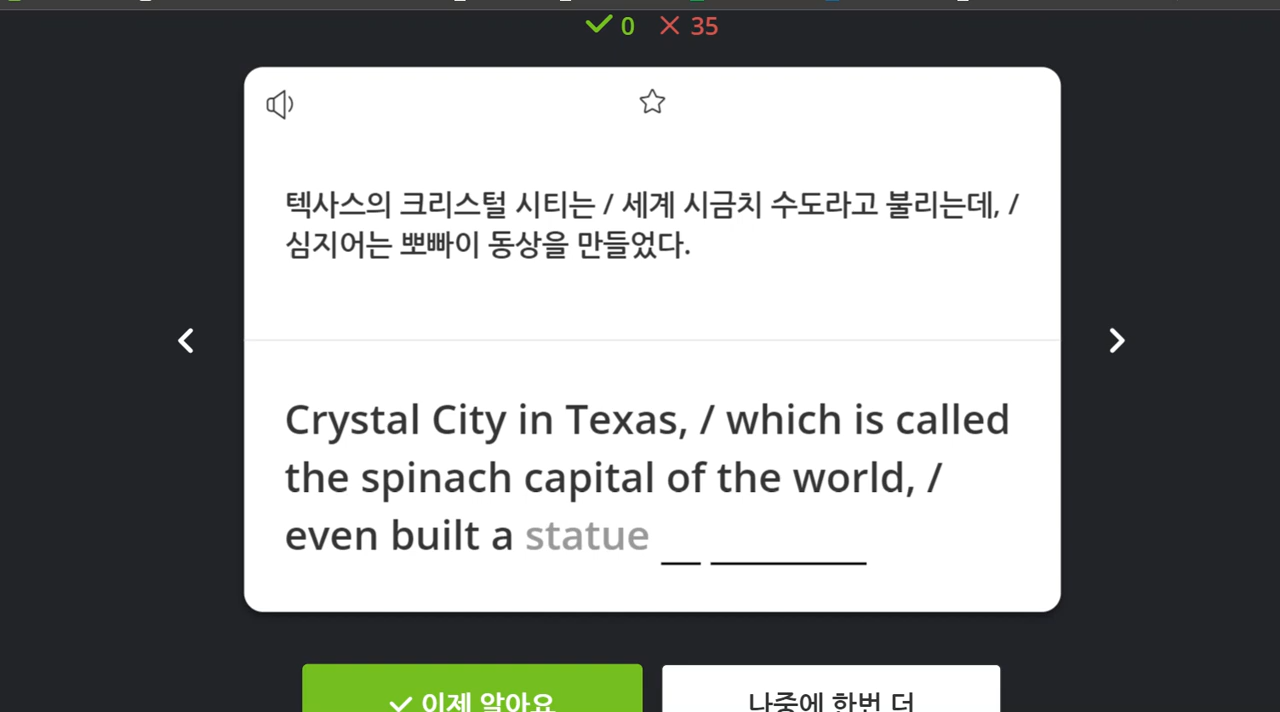 0 35
텍사스의 크리스털 시티는 / 세계 시금치 수도라고 불리는데, /
심지어는 뽀빠이 동상을 만들었다.
Crystal City in Texas, / which is called
the spinach capital of the world, /
even built a statue __ ________
이제 알아요
나중에 한번 더